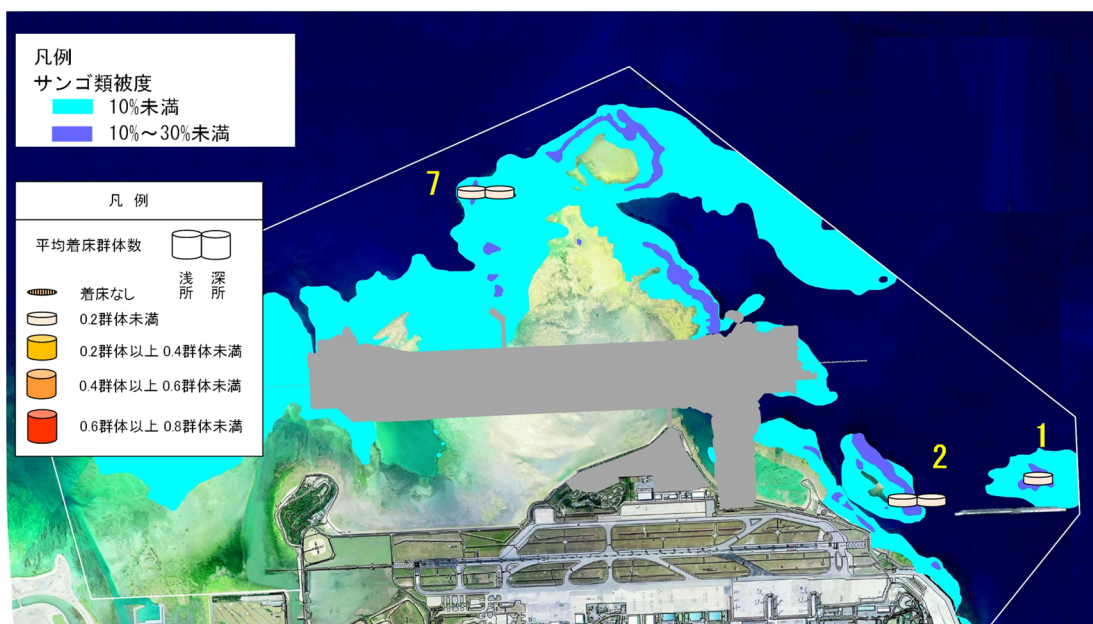 凡例
サンゴ類被度
10%未満
10%～30%未満
凡 例
平均着床群体数
浅所
深所
着床なし
0.2群体未満
0.2群体以上 0.4群体未満
0.4群体以上 0.6群体未満
0.6群体以上 0.8群体未満
7
1
2